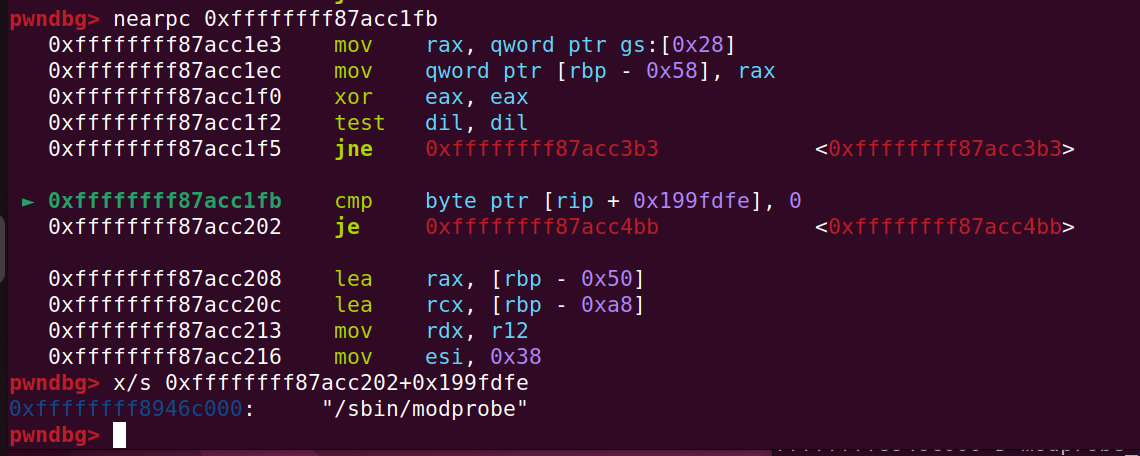 pwndbg> nearpc 0xffffffff87acc1fb
0xffffffff87acc1e3 mov rax, qword ptr gs:[0x28]
0xffffffff87acc1ec mov qword ptr [rbp - 0x58], rax
0xffffffff87acc1f0 xor eax, eax
0xffffffff87acc1f2 test dil, dil
0xffffffff87acc1f5 jne 0xffffffff87acc3b3 <0xffffffff87acc3b3>
► 0xffffffff87acc1fb cmp byte ptr [rip + 0x199fdfe], 0
0xffffffff87acc202 je 0xffffffff87acc4bb <0xffffffff87acc4bb>
0xffffffff87acc208 lea rax, [rbp - 0x50]
0xffffffff87acc20c lea rcx, [rbp - 0xa8]
0xffffffff87acc213 mov rdx, r12
0xffffffff87acc216 mov esi, 0x38
pwndbg> x/s 0xffffffff87acc202+0x199fdfe
0xffffffff8946c000: "/sbin/modprobe"
pwndbg>